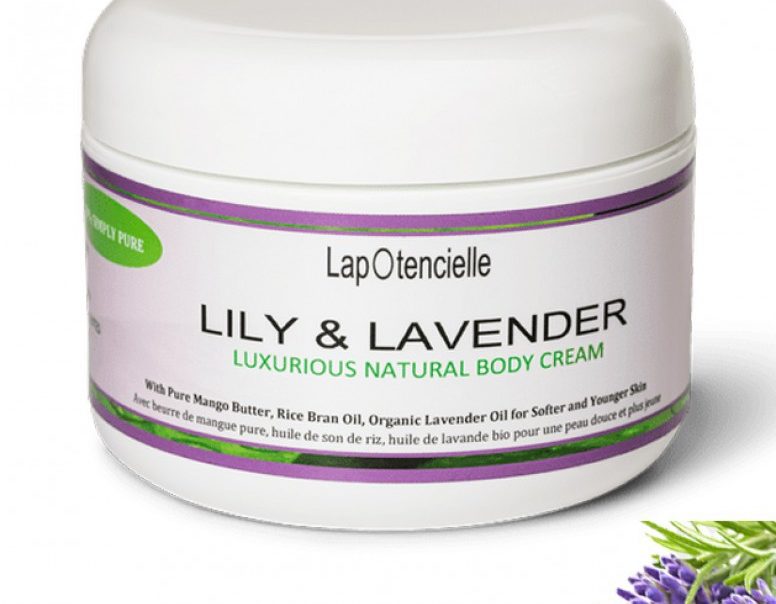 SIMPLY PURE
LapOtencielle
LILY & LAVENDER
LUXURIOUS NATURAL BODY CREAM
With Pure Mango Butter, Rice Bran Oil, Organic Lavender Oil for Softer and Younger Skin
Avec beurre de mangue pure, huile de son de riz, huile de lavande bio pour une peau douce et plus jeune